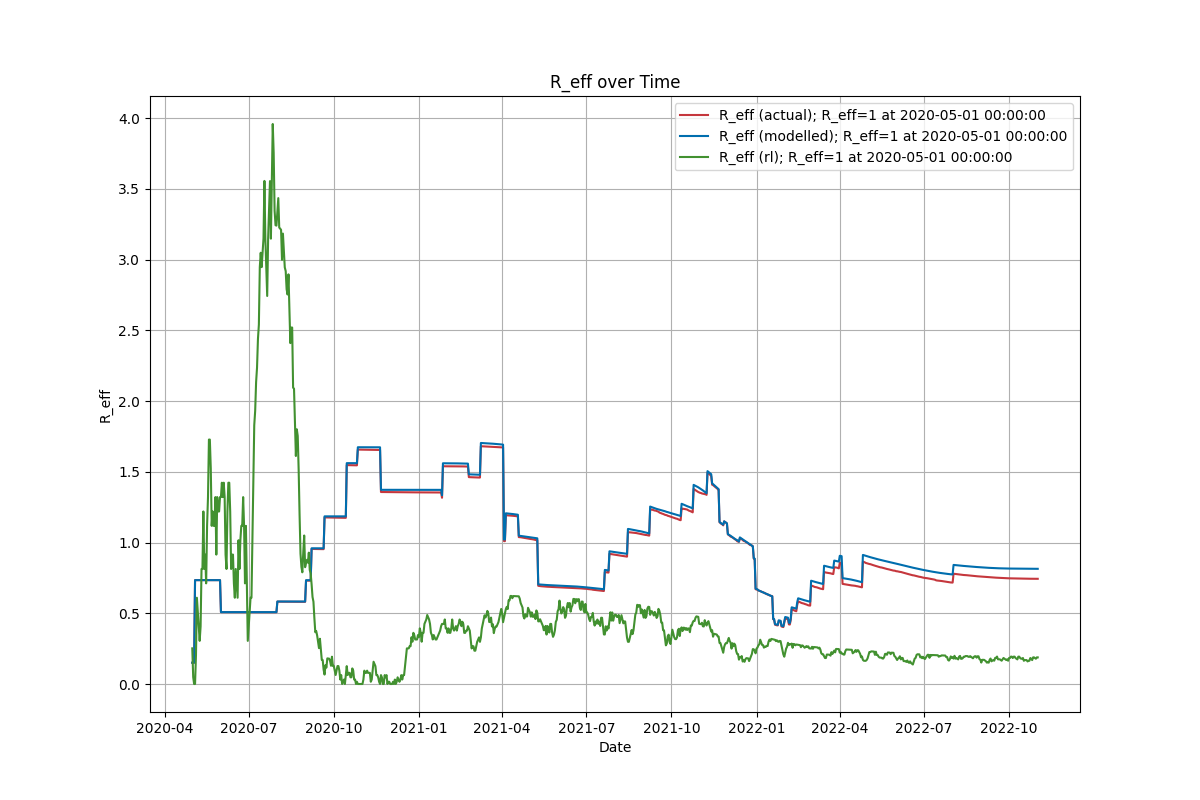 R_eff over Time
R_eff (actual); R_eff=1 at 2020-05-01 00:00:00
R_eff (modelled); R_eff=1 at 2020-05-01 00:00:00
R_eff (rl); R_eff=1 at 2020-05-01 00:00:00
R_eff
4.0
3.5
3.0
2.5
2.0
1.5
1.0
0.5
0.0
2020-04 2020-07 2020-10 2021-01 2021-04 2021-07 2021-10 2022-01 2022-04 2022-07 2022-10
Date